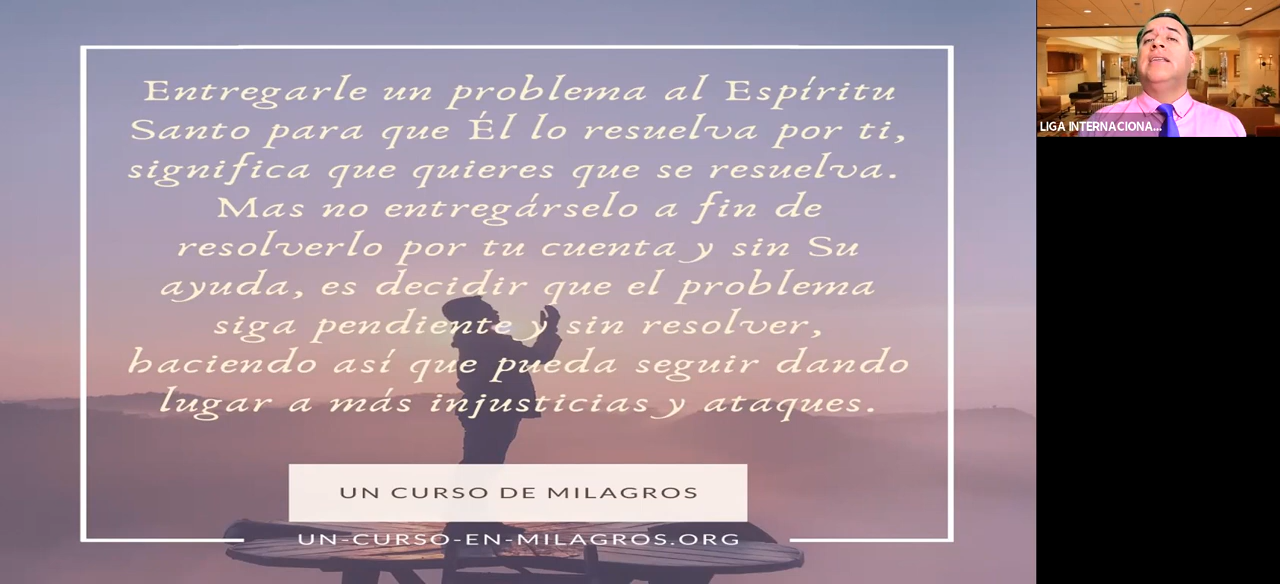 Entregarle un problema al Espíritu
Santo para que Él lo resuelva por ti,
significa que quieres que se resuelva.
Mas no entregárselo a fin de
resolverlo por tu cuenta y sin Su
ayuda, es decidir que el problema
siga pendiente y sin resolver,
haciendo así que pueda seguir dando
lugar a más injusticias y ataques.
UN CURSO DE MILAGROS
UN-CURSO-EN-MILAGROS.ORG
LIGA INTERNACIONA...